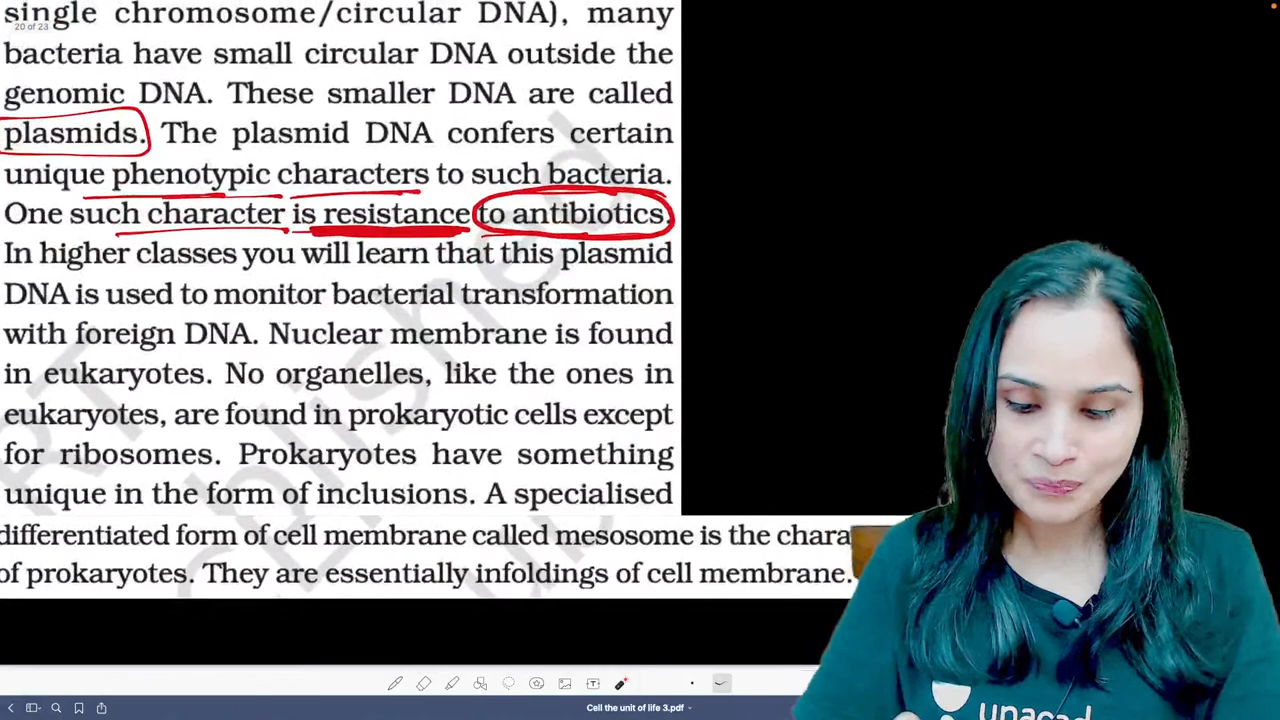 single chromosome/circular DNA), many
20 of 23
bacteria have small circular DNA outside the
genomic DNA. These smaller DNA are called
plasmids. The plasmid DNA confers certain
unique phenotypic characters to such bacteria.
One such character is resistance to antibiotics.
In higher classes you will learn that this plasmid
DNA is used to monitor bacterial transformation
with foreign DNA. Nuclear membrane is found
in eukaryotes. No organelles, like the ones in
eukaryotes, are found in prokaryotic cells except
for ribosomes. Prokaryotes have something
unique in the form of inclusions. A specialised
differentiated form of cell membrane called mesosome is the chara
of prokaryotes. They are essentially infoldings of cell membrane.
Cell the unit of life 3.pdf
unacad